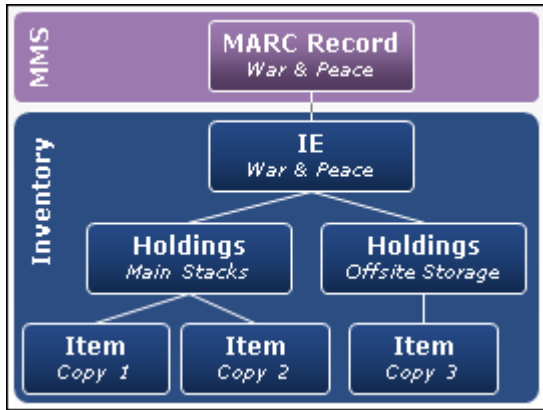 MMS
MARC Record
War & Peace
Inventory
IE
War & Peace
Holdings
Main Stacks
Holdings
Offsite Storage
Item
Copy 1
Item
Copy 2
Item
Copy 3